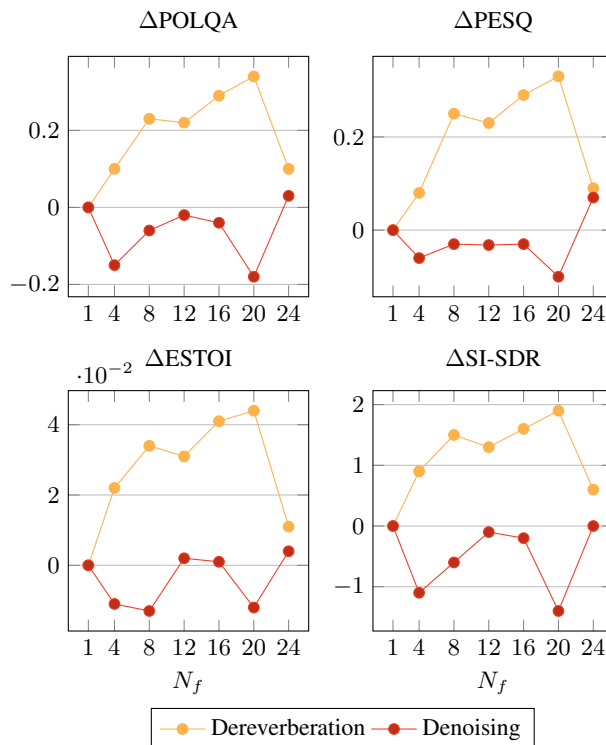 ΔPOLQA
0.2
0
−0.2
1 4 8 12 16 20 24
ΔPESQ
0.2
0
1 4 8 12 16 20 24
ΔESTOI
·10⁻²
4
2
0
1 4 8 12 16 20 24
N_f
ΔSI-SDR
2
1
0
−1
1 4 8 12 16 20 24
N_f
Dereverberation Denoising